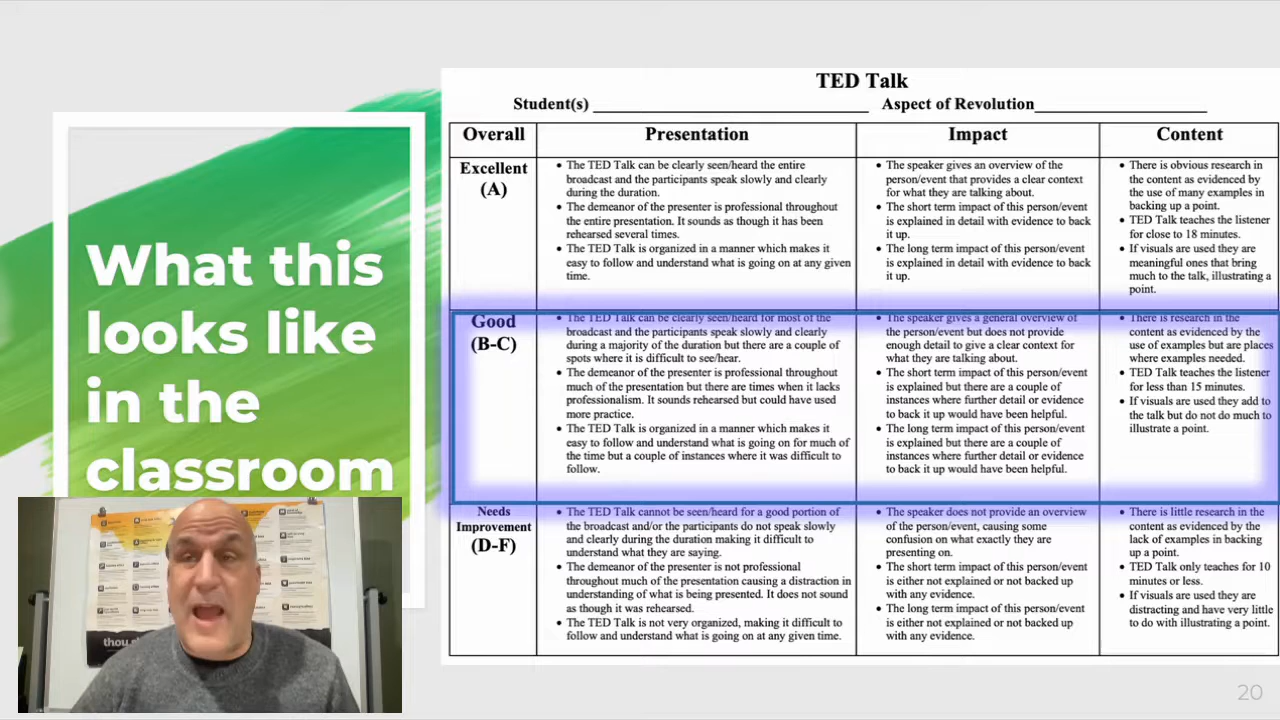 What this
looks like
in the
classroom
TED Talk
Student(s)
Aspect of Revolution
Overall
Presentation
Impact
Content
Excellent
(A)
• The TED Talk can be clearly seen/heard the entire
broadcast and the participants speak slowly and clearly
during the duration.
• The demeanor of the presenter is professional throughout
the entire presentation. It sounds as though it has been
rehearsed several times.
• The TED Talk is organized in a manner which makes it
easy to follow and understand what is going on at any given
time.
• The speaker gives an overview of the
person/event that provides a clear context
for what they are talking about.
• The short term impact of this person/event
is explained in detail with evidence to back
it up.
• The long term impact of this person/event
is explained in detail with evidence to back
it up.
• There is obvious research in
the content as evidenced by
the use of many examples in
backing up a point.
• TED Talk teaches the listener
for close to 18 minutes.
• If visuals are used they are
meaningful ones that bring
much to the talk, illustrating a
point.
Good
(B-C)
• The TED Talk can be clearly seen/heard for most of the
broadcast and the participants speak slowly and clearly
during a majority of the duration but there are a couple of
spots where it is difficult to see/hear.
• The demeanor of the presenter is professional throughout
much of the presentation but there are times when it lacks
professionalism. It sounds rehearsed but could have used
more practice.
• The TED Talk is organized in a manner which makes it
easy to follow and understand what is going on for much of
the time but a couple of instances where it was difficult to
follow.
• The speaker gives a general overview of
the person/event but does not provide
enough detail to give a clear context for
what they are talking about.
• The short term impact of this person/event
is explained but there are a couple of
instances where further detail or evidence
to back it up would have been helpful.
• The long term impact of this person/event
is explained but there are a couple of
instances where further detail or evidence
to back it up would have been helpful.
• There is research in the
content as evidenced by the
use of examples but are places
where examples needed.
• TED Talk teaches the listener
for less than 15 minutes.
• If visuals are used they add to
the talk but do not do much to
illustrate a point.
Needs
Improvement
(D-F)
• The TED Talk cannot be seen/heard for a good portion of
the broadcast and/or the participants do not speak slowly
and clearly during the duration making it difficult to
understand what they are saying.
• The demeanor of the presenter is not professional
throughout much of the presentation causing a distraction in
understanding of what is being presented. It does not sound
as though it was rehearsed.
• The TED Talk is not very organized, making it difficult to
follow and understand what is going on at any given time.
• The speaker does not provide an overview
of the person/event, causing some
confusion on what exactly they are
presenting on.
• The short term impact of this person/event
is either not explained or not backed up
with any evidence.
• The long term impact of this person/event
is either not explained or not backed up
with any evidence.
• There is little research in the
content as evidenced by the
lack of examples in backing
up a point.
• TED Talk only teaches for 10
minutes or less.
• If visuals are used they are
distracting and have very little
to do with illustrating a point.
20